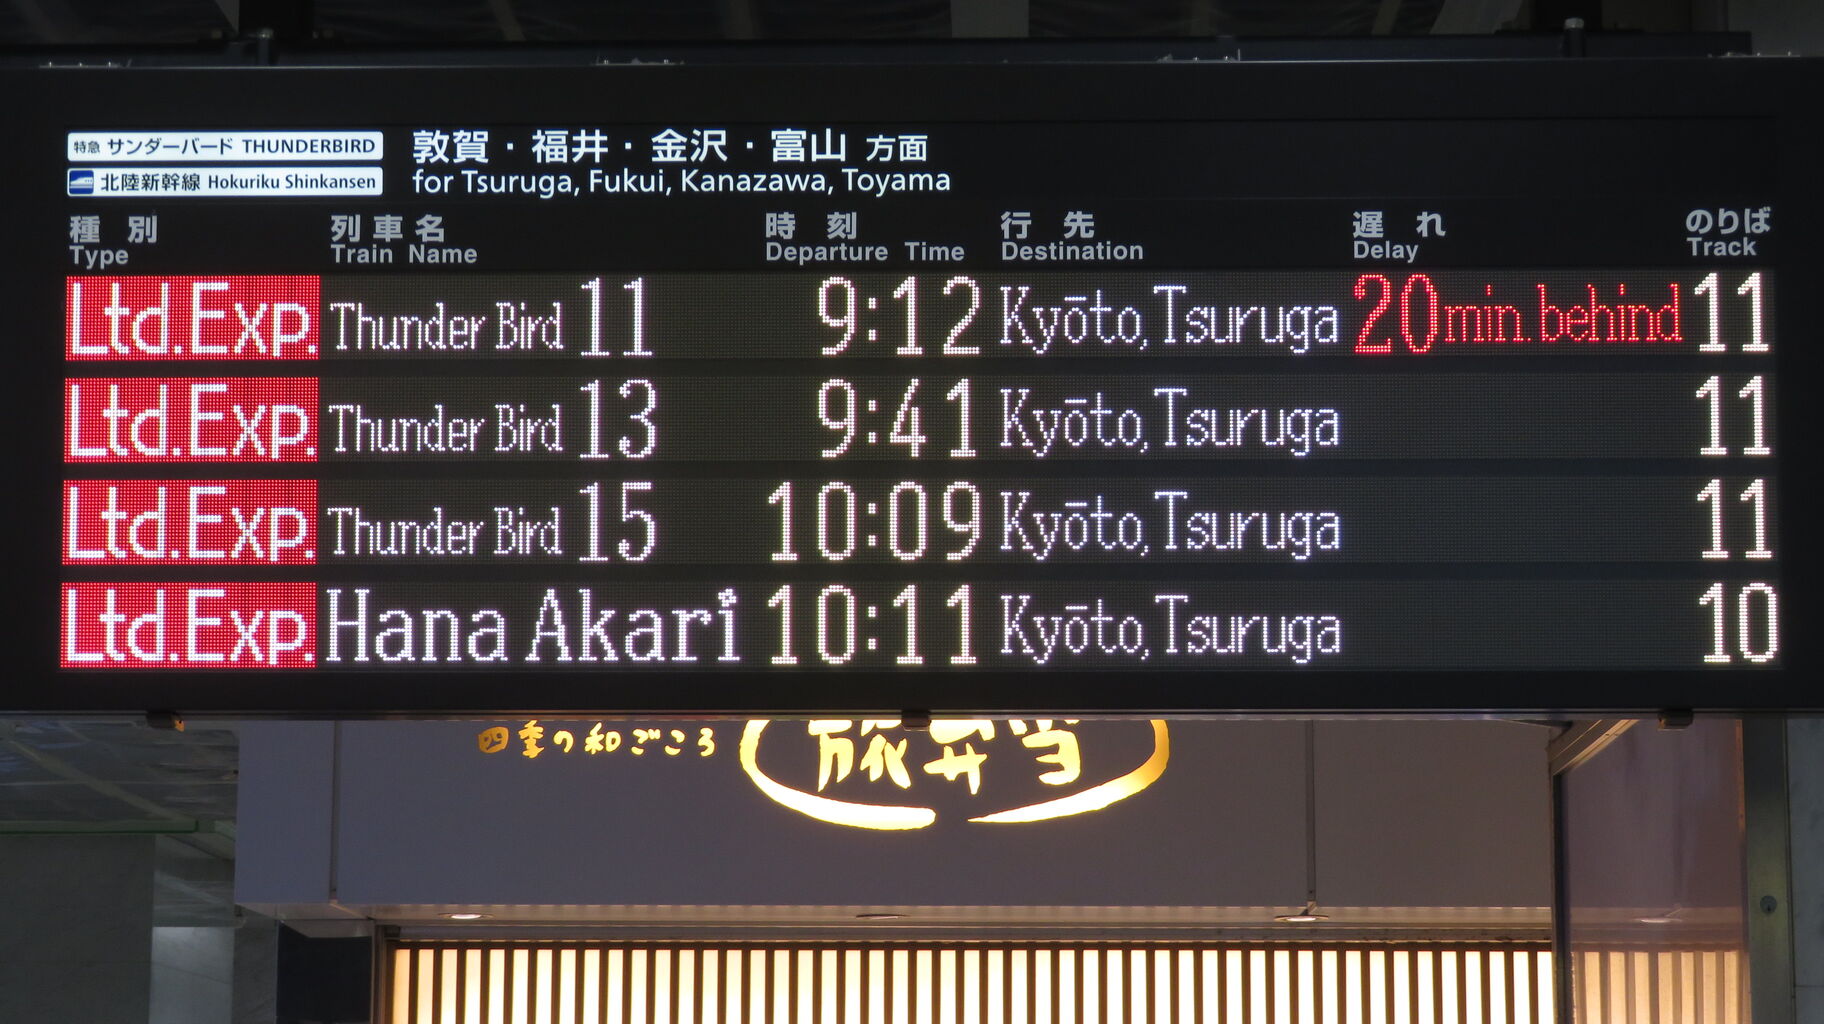 特急 サンダーバード THUNDERBIRD 敦賀・福井・金沢・富山 方面
北陸新幹線 Hokuriku Shinkansen for Tsuruga, Fukui, Kanazawa, Toyama
種別 列車名 時刻 行先 遅れ のりば
Type Train Name Departure Time Destination Delay Track
Ltd.Exp. Thunder Bird 11 9:12 Kyōto,Tsuruga 20min.behind 11
Ltd.Exp. Thunder Bird 13 9:41 Kyōto,Tsuruga 11
Ltd.Exp. Thunder Bird 15 10:09 Kyōto,Tsuruga 11
Ltd.Exp. Hana Akari 10:11 Kyōto,Tsuruga 10
四季の和ごころ 旅弁当